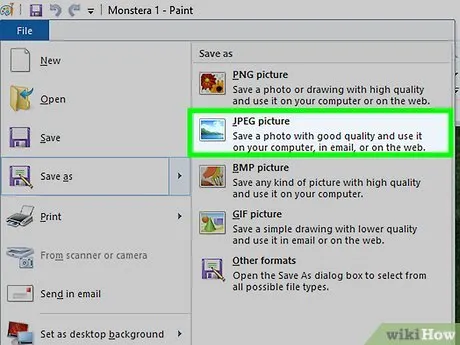 Monstera 1 - Paint
File
New
Open
Save
Save as
Print
From scanner or camera
Send in email
Set as desktop background
Save as
PNG picture
Save a photo or drawing with high quality
and use it on your computer or on the web.
JPEG picture
Save a photo with good quality and use it
on your computer, in email, or on the web.
BMP picture
Save any kind of picture with high quality
and use it on your computer.
GIF picture
Save a simple drawing with lower quality
and use it in email or on the web.
Other formats
Open the Save As dialog box to select from
all possible file types.
wikiHow